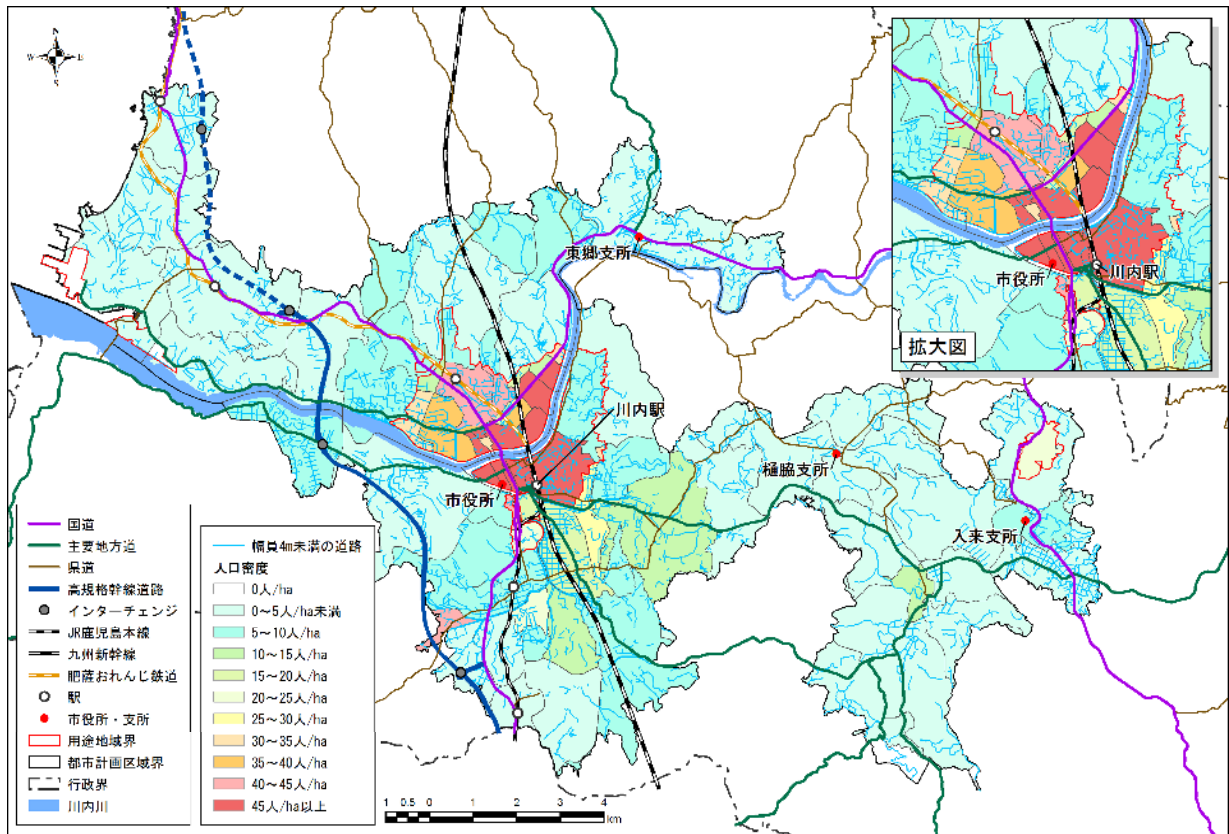 N
W
E
S
東郷支所
市役所
川内駅
拡大図
川内駅
市役所
樋脇支所
入来支所
国道
主要地方道
県道
高規格幹線道路
インターチェンジ
JR鹿児島本線
九州新幹線
肥薩おれんじ鉄道
駅
市役所・支所
用途地域界
都市計画区域界
行政界
川内川
幅員4m未満の道路
人口密度
0人/ha
0~5人/ha未満
5~10人/ha
10~15人/ha
15~20人/ha
20~25人/ha
25~30人/ha
30~35人/ha
35~40人/ha
40~45人/ha
45人/ha以上
1 0.5 0 1 2 3 4
km